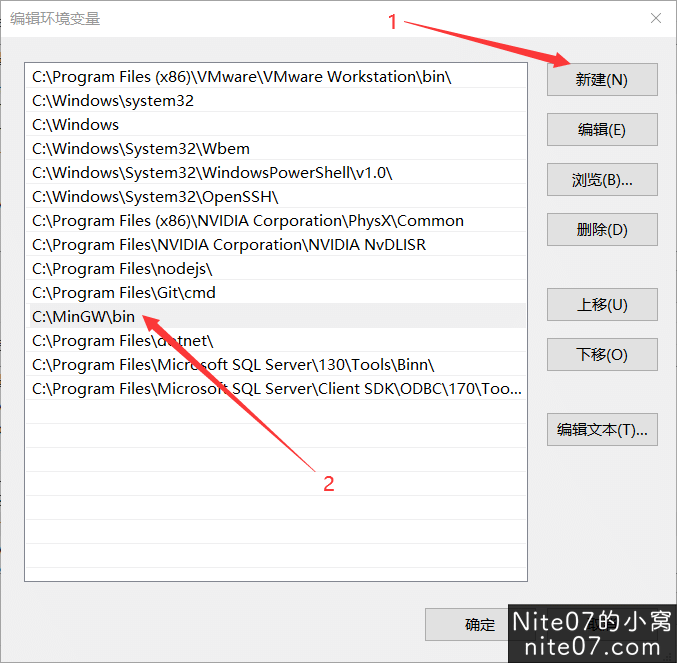 编辑环境变量
1
C:\Program Files (x86)\VMware\VMware Workstation\bin\
新建(N)
C:\Windows\system32
C:\Windows
编辑(E)
C:\Windows\System32\Wbem
C:\Windows\System32\WindowsPowerShell\v1.0\
浏览(B)...
C:\Windows\System32\OpenSSH\
C:\Program Files (x86)\NVIDIA Corporation\PhysX\Common
删除(D)
C:\Program Files\NVIDIA Corporation\NVIDIA NvDLISR
C:\Program Files\nodejs\
C:\Program Files\Git\cmd
上移(U)
C:\MinGW\bin
C:\Program Files\dotnet\
下移(O)
C:\Program Files\Microsoft SQL Server\130\Tools\Binn\
C:\Program Files\Microsoft SQL Server\Client SDK\ODBC\170\Too...
编辑文本(T)...
2
确定
Nite07的小窝
nite07.com